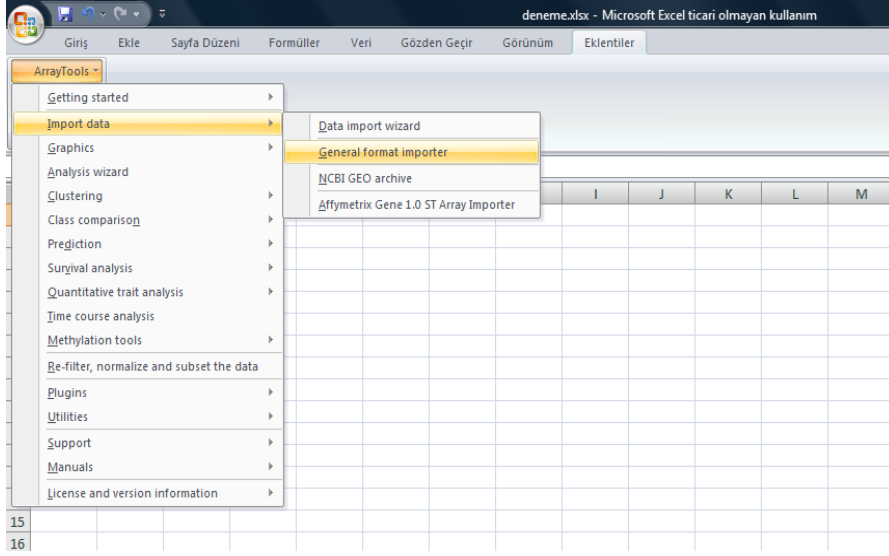 deneme.xlsx - Microsoft Excel ticari olmayan kullanım
Giriş Ekle Sayfa Düzeni Formüller Veri Gözden Geçir Görünüm Eklentiler
ArrayTools
Getting started
Import data
Graphics
Analysis wizard
Clustering
Class comparison
Prediction
Survival analysis
Quantitative trait analysis
Time course analysis
Methylation tools
Re-filter, normalize and subset the data
Plugins
Utilities
Support
Manuals
License and version information
Data import wizard
General format importer
NCBI GEO archive
Affymetrix Gene 1.0 ST Array Importer
I J K L M
15
16